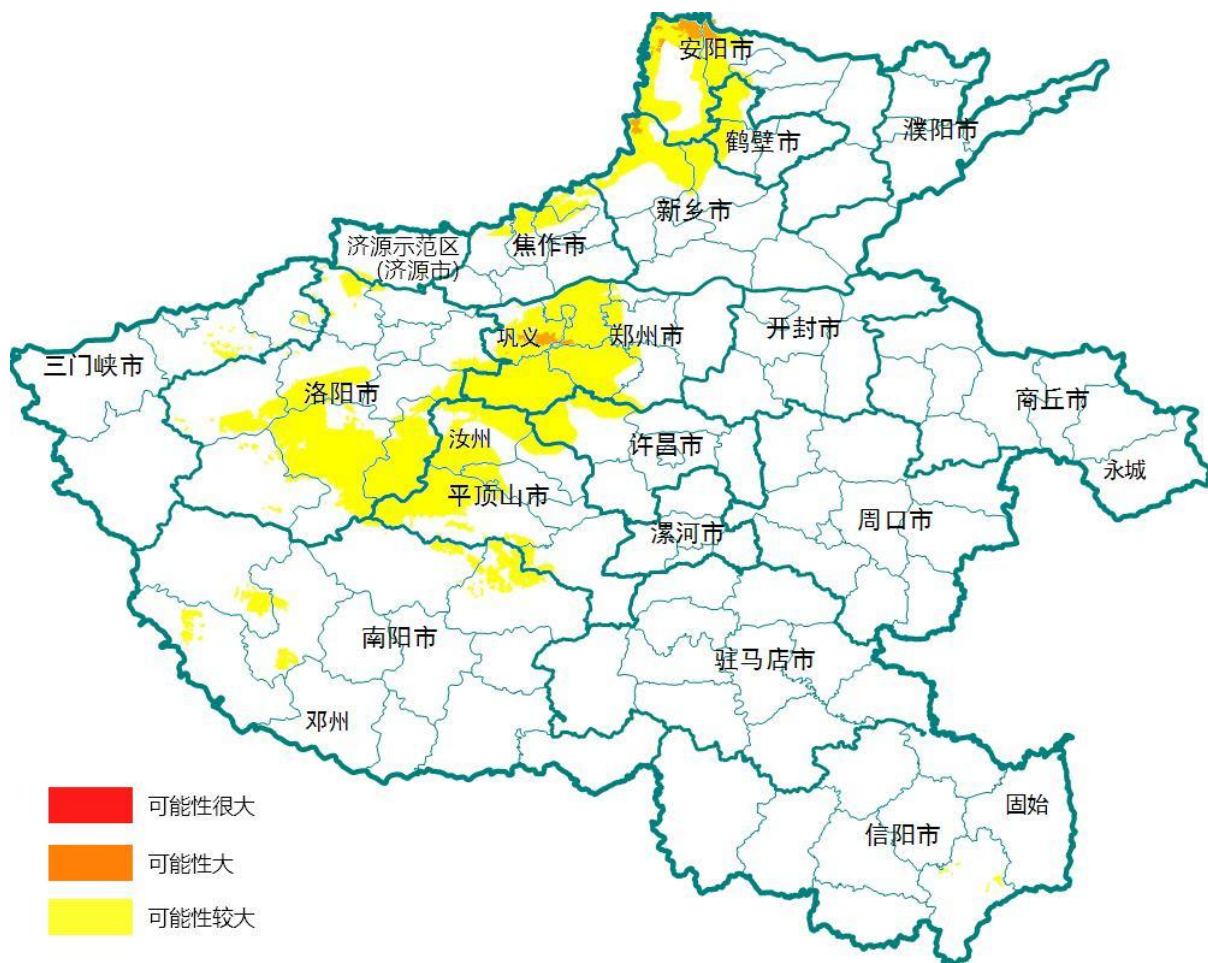 安阳市
濮阳市
鹤壁市
新乡市
济源示范区
(济源市)
焦作市
巩义
郑州市
开封市
三门峡市
洛阳市
商丘市
汝州
许昌市
永城
平顶山市
周口市
漯河市
南阳市
驻马店市
邓州
固始
信阳市
可能性很大
可能性大
可能性较大